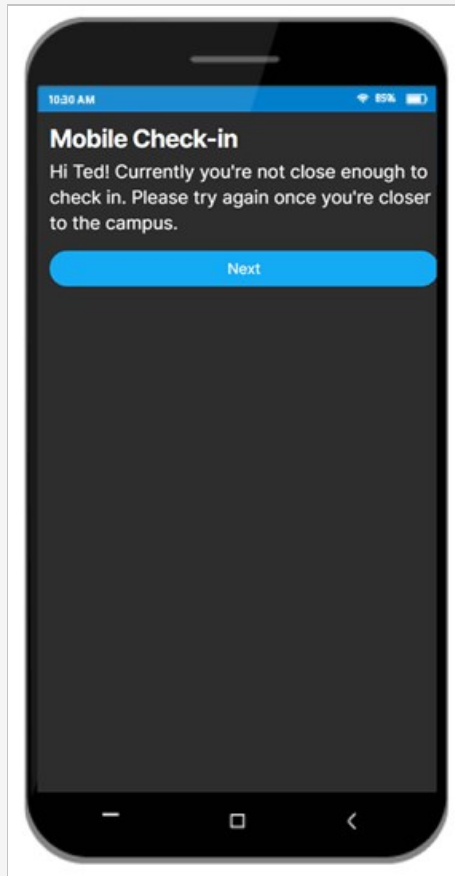 10:30 AM 85%
Mobile Check-in
Hi Ted! Currently you're not close enough to
check in. Please try again once you're closer
to the campus.
Next